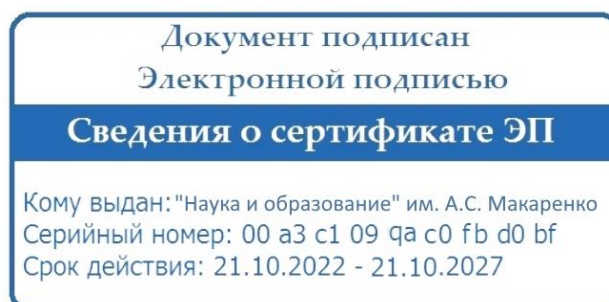 Документ подписан
Электронной подписью
Сведения о сертификате ЭП
Кому выдан: "Наука и образование" им. А.С. Макаренко
Серийный номер: 00 a3 c1 09 qa c0 fb d0 bf
Срок действия: 21.10.2022 - 21.10.2027